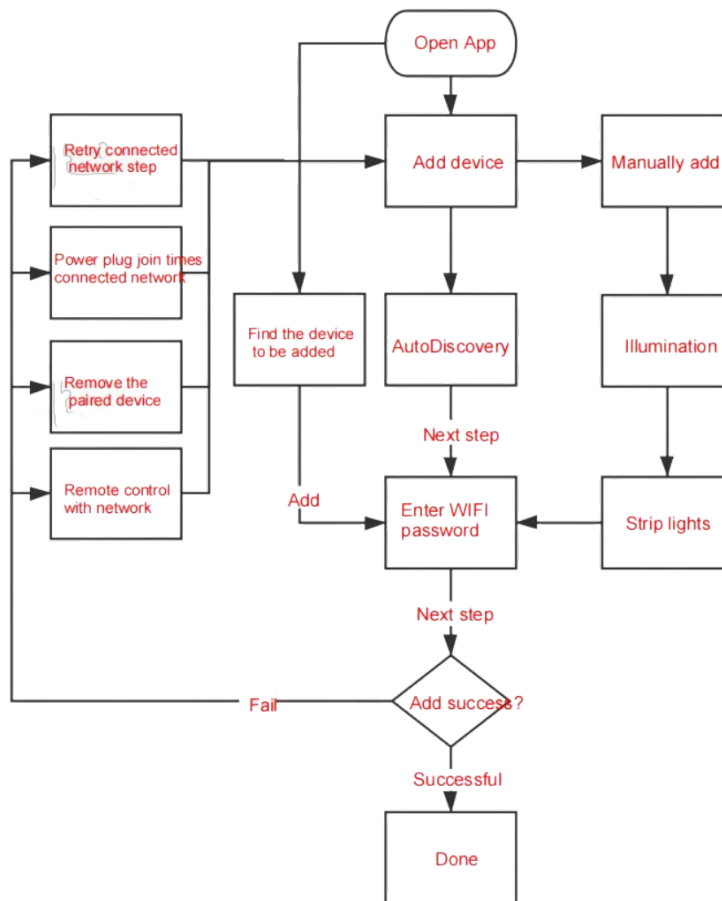 Open App
Retry connected
network step
Add device
Manually add
Power plug join times
connected network
Find the device
to be added
AutoDiscovery
Illumination
Remove the
paired device
Next step
Remote control
with network
Add
Enter WIFI
password
Strip lights
Next step
Fail
Add success?
Successful
Done